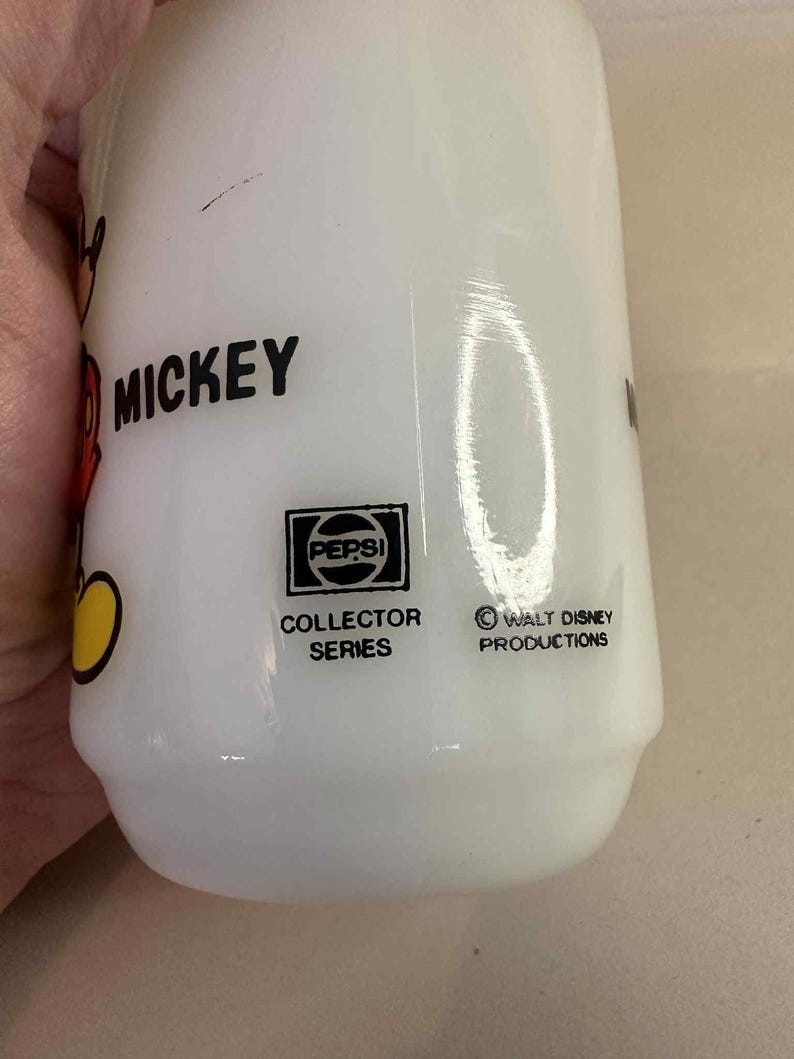 MICKEY
PEPSI
COLLECTOR
SERIES
© WALT DISNEY
PRODUCTIONS